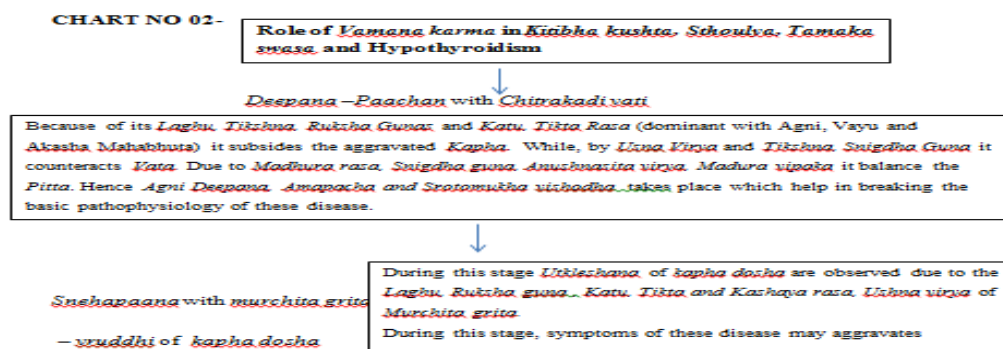 CHART NO 02-
Role of Vamana karma in Kitibha kushta, Sthoulya, Tamaka
swasa and Hypothyroidism
Deepana –Paachan with Chitrakadi vati
Because of its Laghu, Tikshna, Ruksha Gunas and Katu, Tikta Rasa (dominant with Agni, Vayu and
Akasha Mahabhuta) it subsides the aggravated Kapha. While, by Usna Virya and Tikshna, Snigdha Guna it
counteracts Vata. Due to Madhura rasa, Snigdha guna, Anushnasita virya, Madura vipaka it balance the
Pitta. Hence Agni Deepana, Amapacha and Srotomukha vishodha takes place which help in breaking the
basic pathophysiology of these disease.
During this stage Utkleshana of kapha dosha are observed due to the
Laghu, Ruksha guna, Katu, Tikta and Kashaya rasa, Ushna virya of
Murchita grita
During this stage, symptoms of these disease may aggravates
Snehapaana with murchita grita
– vruddhi of kapha dosha